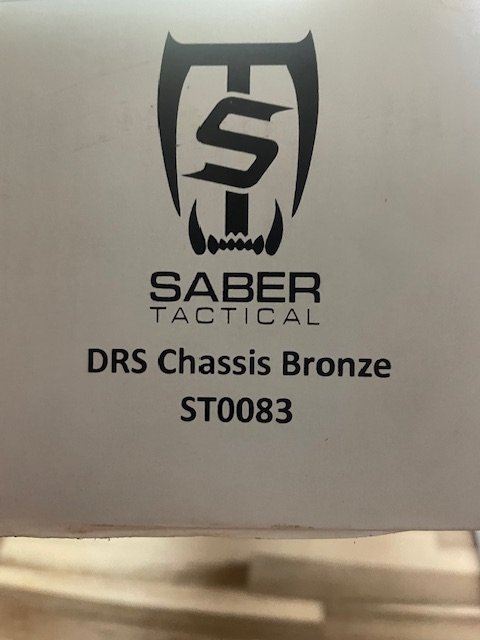 SABER
TACTICAL
DRS Chassis Bronze
ST0083